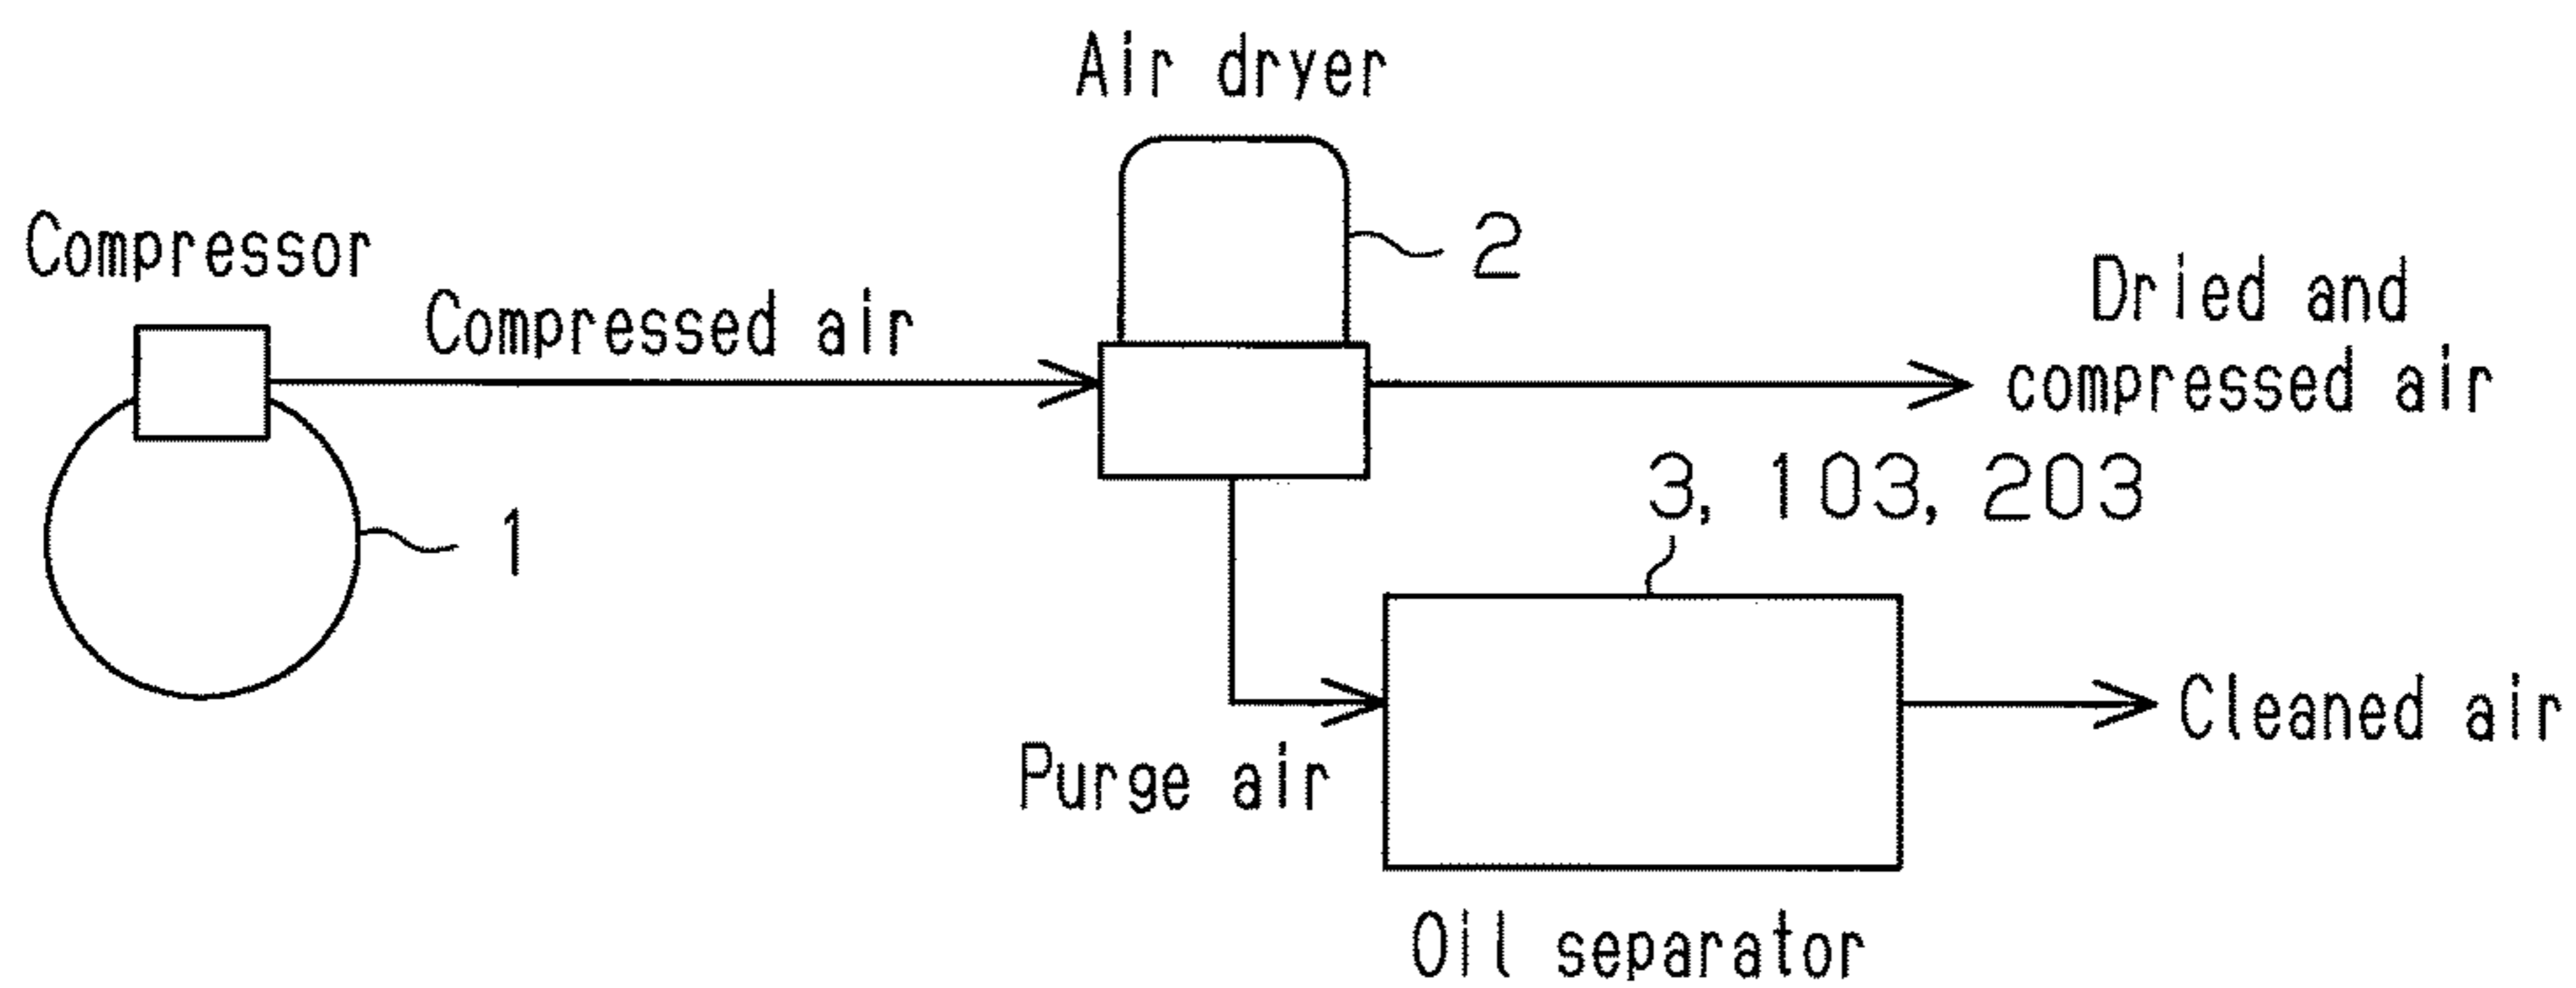 Air dryer
Compressor
2
Compressed air
Dried and
compressed air
1
3, 103, 203
Purge air
Cleaned air
Oil separator